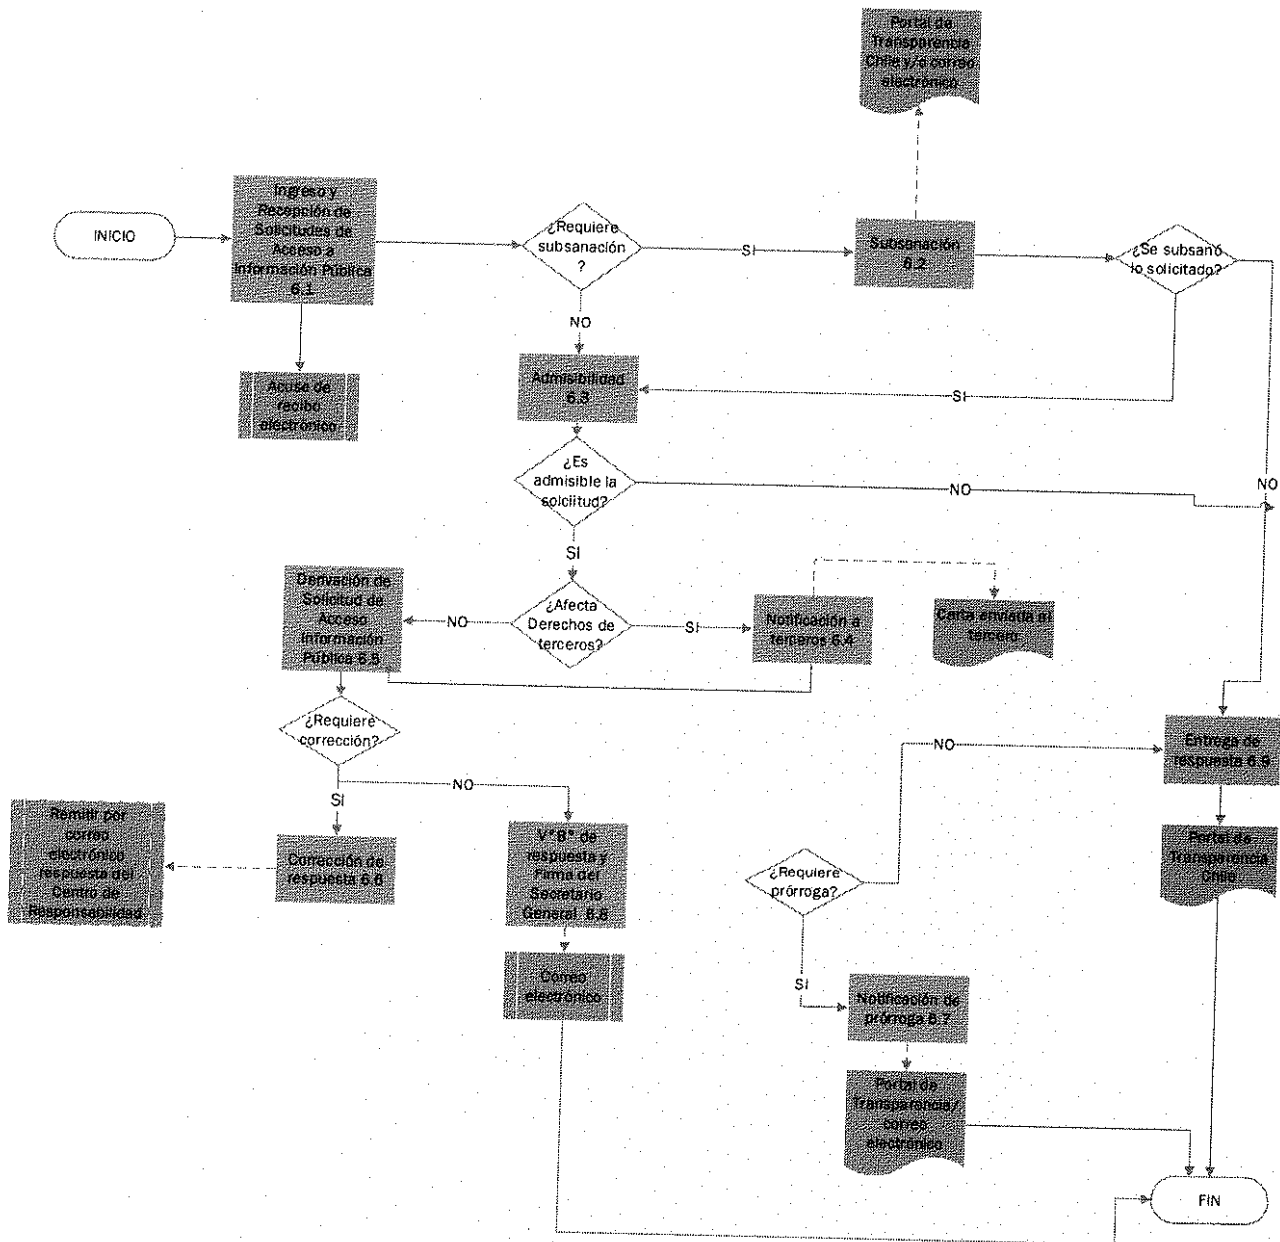 Portal de
Transparencia
Chile y/o correo
electrónico
INICIO
Ingreso y
Recepción de
Solicitudes de
Acceso a
Información Pública
6.1
¿Requiere
subsanación
?
SI
Subsanación
6.2
¿Se subsanó
lo solicitado?
NO
Acuse de
recibo
electrónico
Admisibilidad
6.3
SI
¿Es
admisible la
solciitud?
NO
NO
SI
Derivación de
Solicitud de
Acceso
Información
Pública 6.5
NO
¿Afecta
Derechos de
terceros?
SI
Notificación a
terceros 6.4
Carta enviada al
tercero
¿Requiere
corrección?
NO
Entrega de
respuesta 6.9
SI
NO
Remitir por
correo
electrónico
respuesta del
Centro de
Responsabilidad
Corrección de
respuesta 6.6
V°B° de
respuesta y
Firma del
Secretario
General 6.8
¿Requiere
prórroga?
Portal de
Transparencia
Chile
Correo
electrónico
SI
Notificación de
prórroga 6.7
Portal de
Transparencia/
correo
electrónico
FIN